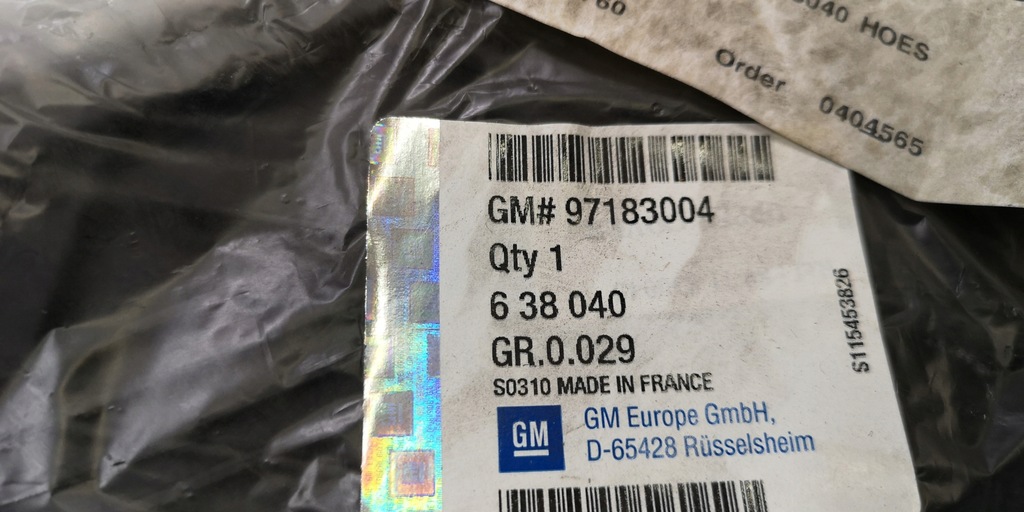 60
040 HOES
Order 0404565
GM# 97183004
Qty 1
6 38 040
GR.0.029
S0310 MADE IN FRANCE
GM
GM Europe GmbH,
D-65428 Rüsselsheim
S115453826